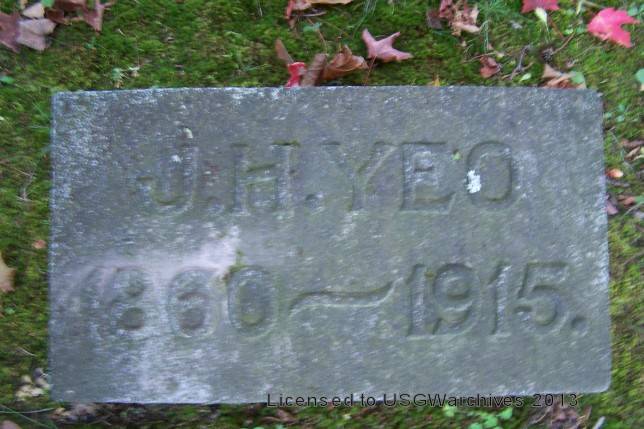 J.H.YEO
1860~1915.
Licensed to USGWarchives 2013